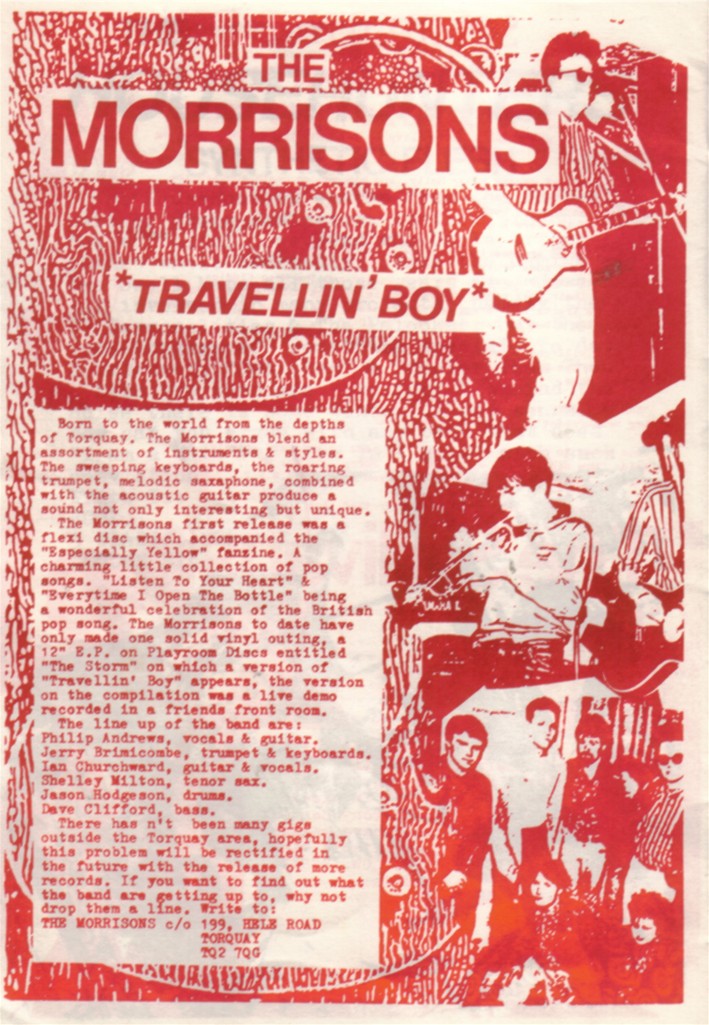 THE
MORRISONS
*TRAVELLIN' BOY*
Born to the world from the depths
of Torquay. The Morrisons blend an
assortment of instruments & styles.
The sweeping keyboards, the roaring
trumpet, melodic saxaphone, combined
with the acoustic guitar produce a
sound not only interesting but unique.
The Morrisons first release was a
flexi disc which accompanied the
"Especially Yellow" fanzine. A
charming little collection of pop
songs. "Listen To Your Heart" &
"Everytime I Open The Bottle" being
a wonderful celebration of the British
pop song. The Morrisons to date have
only made one solid vinyl outing, a
12" E.P. on Playroom Discs entitled
"The Storm" on which a version of
"Travellin' Boy" appears, the version
on the compilation was a live demo
recorded in a friends front room.
The line up of the band are:
Philip Andrews, vocals & guitar.
Jerry Brimicombe, trumpet & keyboards.
Ian Churchward, guitar & vocals.
Shelley Milton, tenor sax.
Jason Hodgeson, drums.
Dave Clifford, bass.
There has n't been many gigs
outside the Torquay area, hopefully
this problem will be rectified in
the future with the release of more
records. If you want to find out what
the band are getting up to, why not
drop them a line. Write to:
THE MORRISONS c/o 199, HELE ROAD
TORQUAY
TQ2 7QG